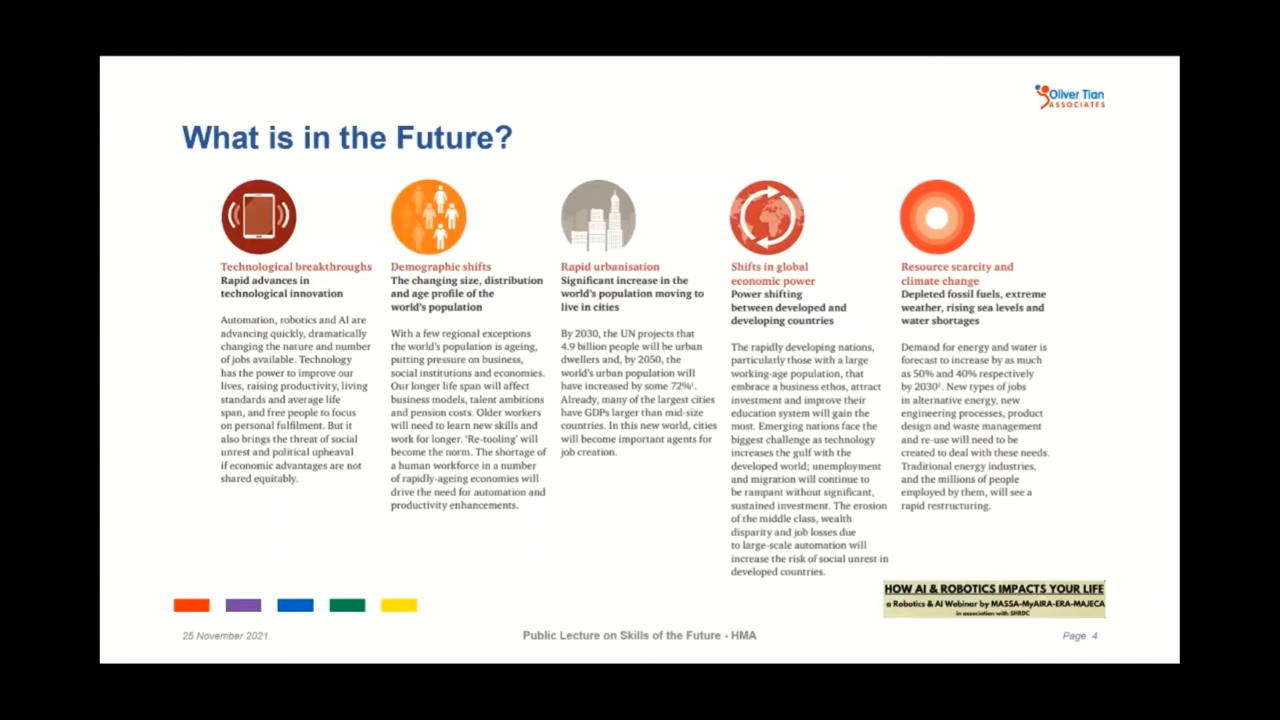 Oliver Tian
ASSOCIATES
What is in the Future?
Technological breakthroughs
Rapid advances in
technological innovation
Automation, robotics and AI are
advancing quickly, dramatically
changing the nature and number
of jobs available. Technology
has the power to improve our
lives, raising productivity, living
standards and average life
span, and free people to focus
on personal fulfilment. But it
also brings the threat of social
unrest and political upheaval
if economic advantages are not
shared equitably.
Demographic shifts
The changing size, distribution
and age profile of the
world's population
With a few regional exceptions
the world's population is ageing,
putting pressure on business,
social institutions and economies.
Our longer life span will affect
business models, talent ambitions
and pension costs. Older workers
will need to learn new skills and
work for longer. 'Re-tooling' will
become the norm. The shortage of
a human workforce in a number
of rapidly-ageing economies will
drive the need for automation and
productivity enhancements.
Rapid urbanisation
Significant increase in the
world's population moving to
live in cities
By 2030, the UN projects that
4.9 billion people will be urban
dwellers and, by 2050, the
world's urban population will
have increased by some 72%¹.
Already, many of the largest cities
have GDPs larger than mid-size
countries. In this new world, cities
will become important agents for
job creation.
Shifts in global
economic power
Power shifting
between developed and
developing countries
The rapidly developing nations,
particularly those with a large
working-age population, that
embrace a business ethos, attract
investment and improve their
education system will gain the
most. Emerging nations face the
biggest challenge as technology
increases the gulf with the
developed world; unemployment
and migration will continue to
be rampant without significant,
sustained investment. The erosion
of the middle class, wealth
disparity and job losses due
to large-scale automation will
increase the risk of social unrest in
developed countries.
Resource scarcity and
climate change
Depleted fossil fuels, extreme
weather, rising sea levels and
water shortages
Demand for energy and water is
forecast to increase by as much
as 50% and 40% respectively
by 2030². New types of jobs
in alternative energy, new
engineering processes, product
design and waste management
and re-use will need to be
created to deal with these needs.
Traditional energy industries,
and the millions of people
employed by them, will see a
rapid restructuring.
HOW AI & ROBOTICS IMPACTS YOUR LIFE
a Robotics & AI Webinar by MASSA-MyAIRA-ERA-MAJECA
in association with SHRDC
25 November 2021
Public Lecture on Skills of the Future - HMA
Page 4